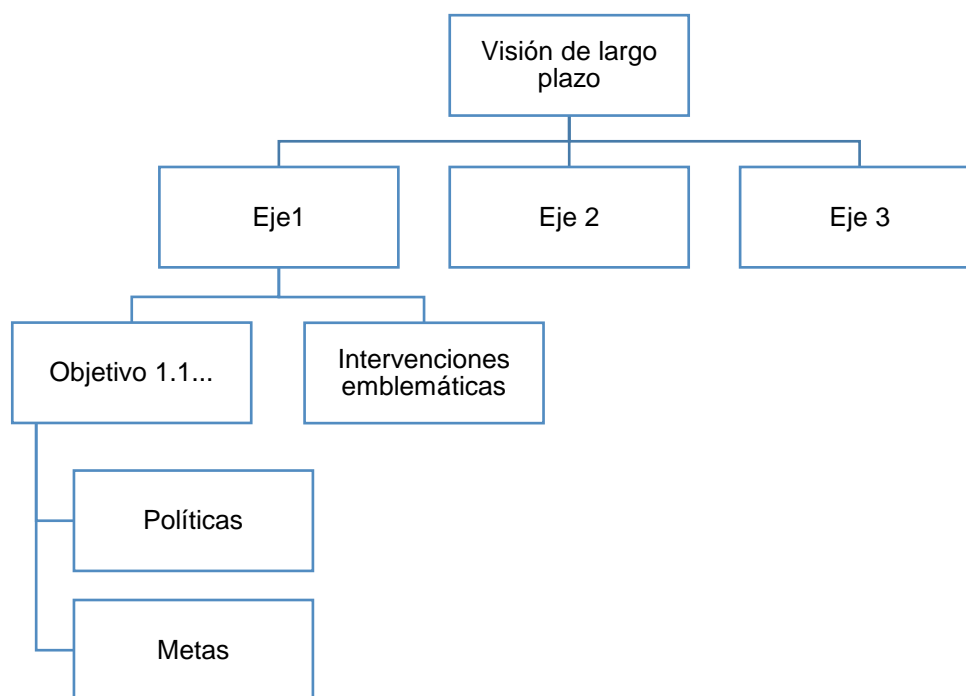 Visión de largo
plazo
Eje1
Eje 2
Eje 3
Objetivo 1.1...
Intervenciones
emblemáticas
Políticas
Metas